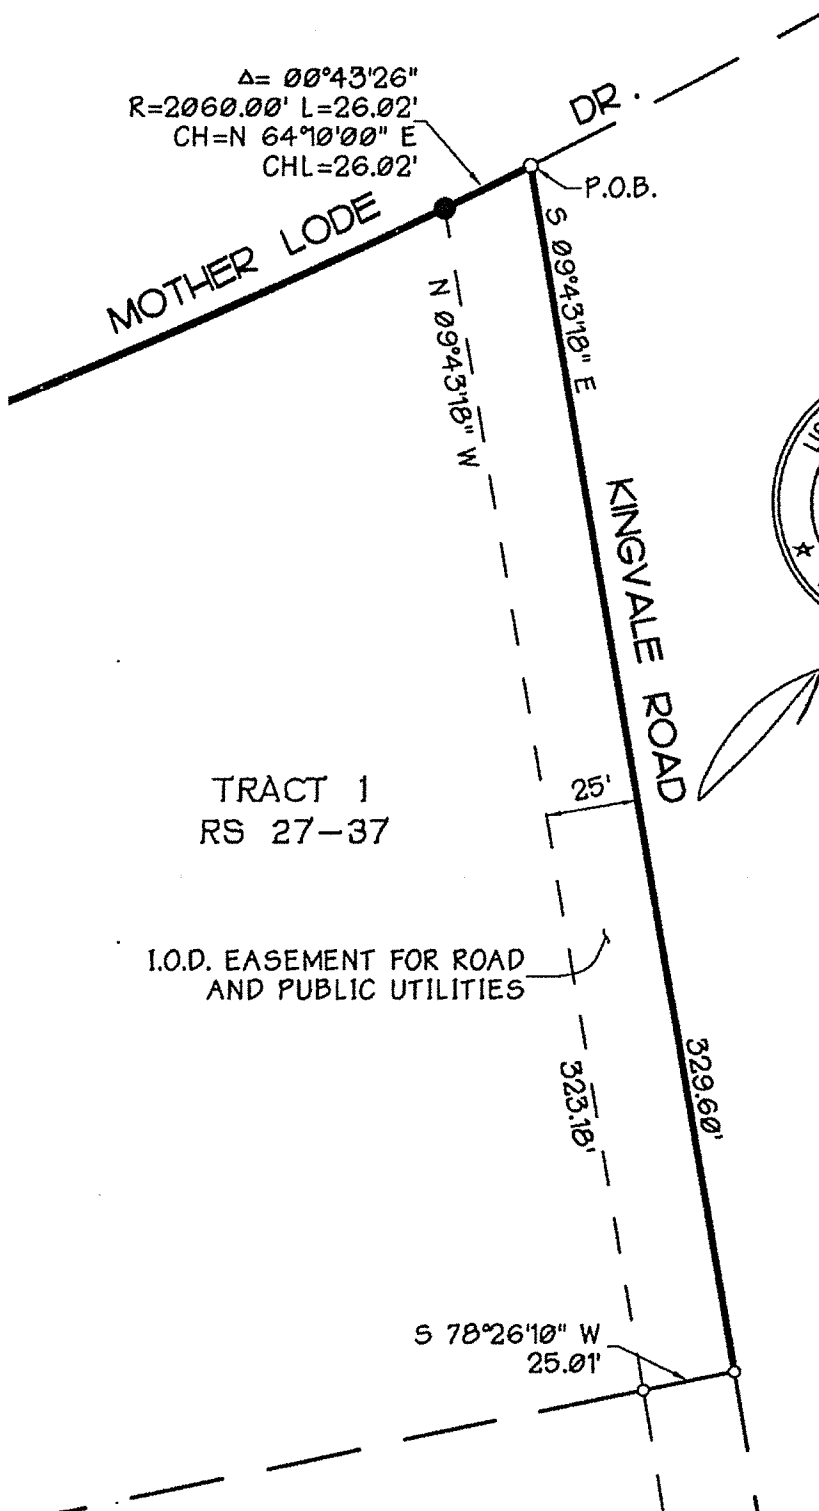 Δ= 00°43'26"
R=2060.00' L=26.02'
CH=N 64°10'00" E
CHL=26.02'
MOTHER LODE DR.
P.O.B.
S 09°43'18" E
N 09°43'18" W
KINGVALE ROAD
25'
TRACT 1
RS 27-37
I.O.D. EASEMENT FOR ROAD
AND PUBLIC UTILITIES
329.60'
323.18'
S 78°26'10" W
25.01'